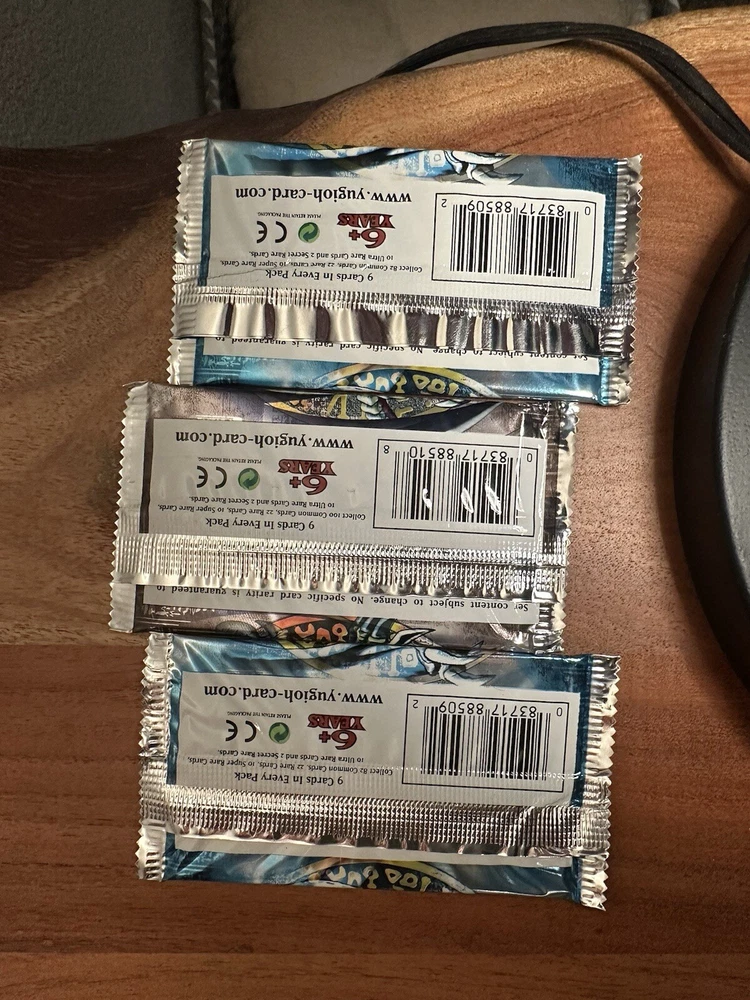 Set content subject to change. No specific card rarity is guaranteed to
9 Cards In Every Pack
Collect 82 Common Cards, 22 Rare Cards, 10 Super Rare Cards,
10 Ultra Rare Cards and 2 Secret Rare Cards.
6+
YEARS
CE
PLEASE RETAIN THE PACKAGING.
www.yugioh-card.com
0 83717 88509 2
Set content subject to change. No specific card rarity is guaranteed to
9 Cards In Every Pack
Collect 100 Common Cards, 22 Rare Cards, 10 Super Rare Cards,
10 Ultra Rare Cards and 2 Secret Rare Cards.
6+
YEARS
CE
PLEASE RETAIN THE PACKAGING.
www.yugioh-card.com
0 83717 88510 8
9 Cards In Every Pack
Collect 82 Common Cards, 22 Rare Cards, 10 Super Rare Cards,
10 Ultra Rare Cards and 2 Secret Rare Cards.
6+
YEARS
CE
PLEASE RETAIN THE PACKAGING.
www.yugioh-card.com
0 83717 88509 2